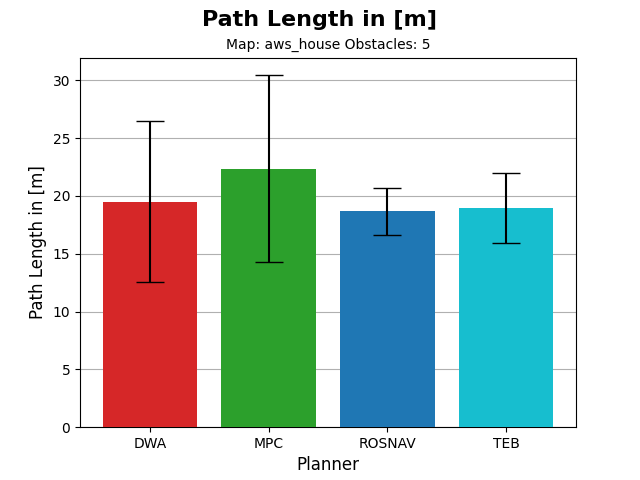 Path Length in [m]
Map: aws_house Obstacles: 5
Path Length in [m]
30
25
20
15
10
5
0
DWA MPC ROSNAV TEB
Planner